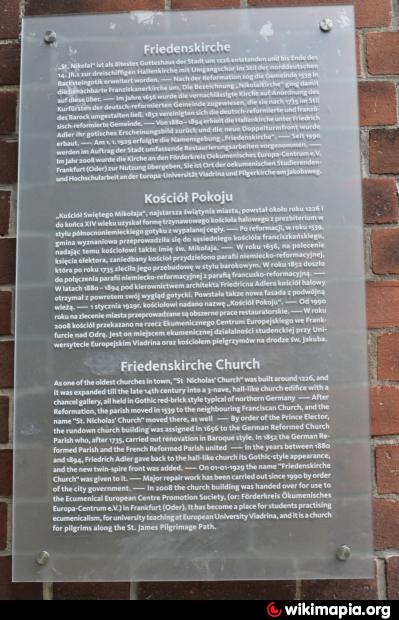 Friedenskirche
„St. Nikolai“ ist als ältestes Gotteshaus der Stadt um 1226 entstanden und bis Ende des
14. Jh.s zur dreischiffigen Hallenkirche mit Umgangschor im Stil der norddeutschen
Backsteingotik erweitert worden. — Nach der Reformation zog die Gemeinde 1539 in
die benachbarte Franziskanerkirche um. Die Bezeichnung „Nikolaikirche“ ging damit
auf diese über. — Im Jahre 1656 wurde die vernachlässigte Kirche auf Anordnung des
Kurfürsten der deutsch-reformierten Gemeinde zugewiesen, die sie nach 1735 im Stil
des Barock umgestalten ließ. 1852 vereinigten sich die deutsch-reformierte und franzö-
sisch-reformierte Gemeinde. — Von 1880–1894 erhielt die Hallenkirche unter Friedrich
Adler ihr gotisches Erscheinungsbild zurück und die neue Doppelturmfront wurde
erbaut. — Am 1. 1. 1929 erfolgte die Namensgebung „Friedenskirche“. — Seit 1990
werden im Auftrag der Stadt umfassende Restaurierungsarbeiten vorgenommen. —
Im Jahr 2008 wurde die Kirche an den Förderkreis Oekumenisches Europa-Centrum e.V.
Frankfurt (Oder) zur Nutzung übergeben. Sie ist Ort der oekumenischen Studierenden-
und Hochschularbeit an der Europa-Universität Viadrina und Pilgerkirche am Jakobsweg.
Kościół Pokoju
„Kościół Świętego Mikołaja”, najstarsza świątynia miasta, powstał około roku 1226 i
do końca XIV wieku uzyskał formę trzynawowego kościoła halowego z prezbiterium w
stylu północnoniemieckiego gotyku z wypalanej cegły. — Po reformacji, w roku 1539,
gmina wyznaniowa przeprowadziła się do sąsiedniego kościoła franciszkańskiego,
nadając temu kościołowi także imię św. Mikołaja. — W roku 1656, na polecenie
księcia elektora, zaniedbany kościół przydzielono parafii niemiecko-reformacyjnej,
która po roku 1735 zleciła jego przebudowę w stylu barokowym. W roku 1852 doszło
do połączenia parafii niemiecko-reformacyjnej z parafią francusko-reformacyjną. —
W latach 1880 – 1894 pod kierownictwem architekta Friedricha Adlera kościół halowy
otrzymał z powrotem swój wygląd gotycki. Powstała także nowa fasada z podwójną
wieżą. — 1 stycznia 1929r. kościołowi nadano nazwę „Kościół Pokoju“. — Od 1990
roku na zlecenie miasta przeprowadzane są obszerne prace restauratorskie. — W roku
2008 kościół przekazano na rzecz Ekumenicznego Centrum Europejskiego we Frank-
furcie nad Odrą. Jest on miejscem ekumenicznej działalności studenckiej przy Uni-
wersytecie Europejskim Viadrina oraz kościołem pielgrzymów na drodze św. Jakuba.
Friedenskirche Church
As one of the oldest churches in town, "St Nicholas' Church" was built around 1226, and
it was expanded till the late 14th century into a 3-nave, hall-like church edifice with a
chancel gallery, all held in Gothic red-brick style typical of northern Germany — After
Reformation, the parish moved in 1539 to the neighbouring Franciscan Church, and the
name "St. Nicholas' Church" moved there, as well — By order of the Prince Elector,
the rundown church building was assigned in 1656 to the German Reformed Church
Parish who, after 1735, carried out renovation in Baroque style. In 1852 the German Re-
formed Parish and the French Reformed Parish united — In the years between 1880
and 1894, Friedrich Adler gave back to the hall-like church its Gothic-style appearance,
and the new twin-spire front was added. — On 01-01-1929 the name "Friedenskirche
Church" was given to it. — Major repair work has been carried out since 1990 by order
of the city government. — In 2008 the church building was handed over for use to
the Ecumenical European Centre Promotion Society, (or: Förderkreis Ökumenisches
Europa-Centrum e.V.) in Frankfurt (Oder). It has become a place for students practising
ecumenicalism, for university teaching at European University Viadrina, and it is a church
for pilgrims along the St. James Pilgrimage Path.
wikimapia.org